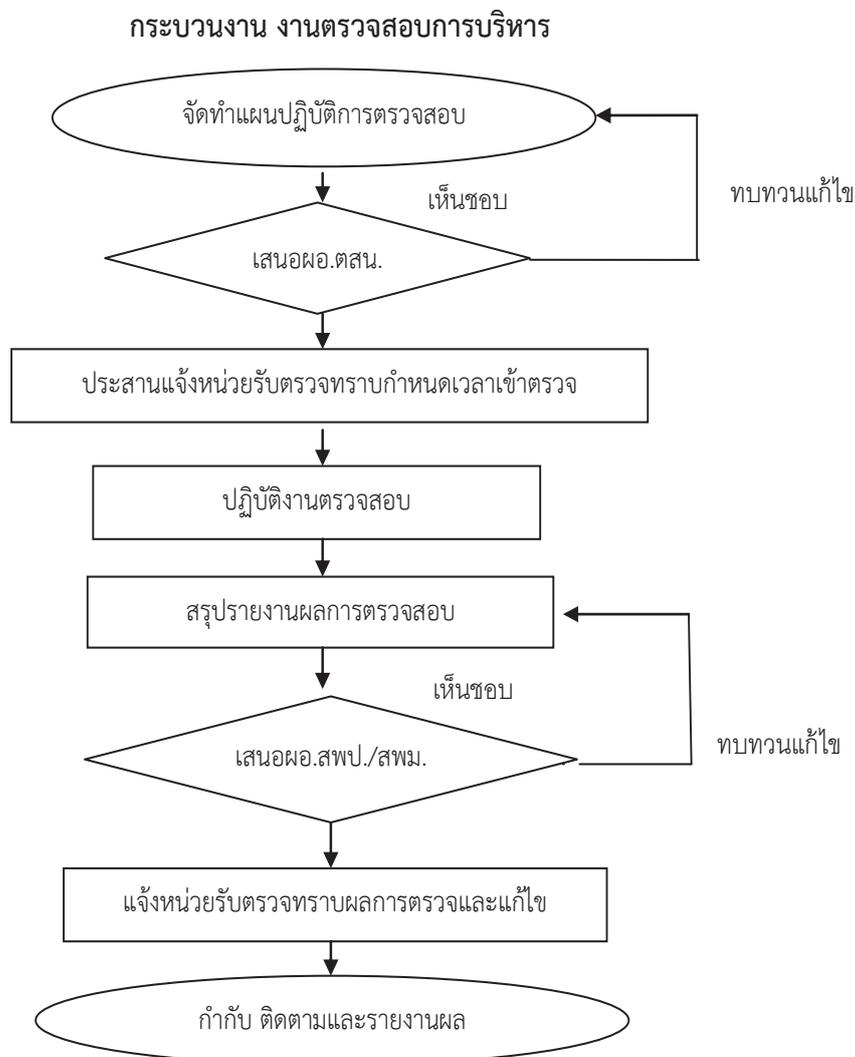 กระบวนงาน งานตรวจสอบการบริหาร
จัดทำแผนปฏิบัติการตรวจสอบ
เห็นชอบ
ทบทวนแก้ไข
เสนอผอ.ตสน.
ประสานแจ้งหน่วยรับตรวจทราบกำหนดเวลาเข้าตรวจ
ปฏิบัติงานตรวจสอบ
สรุปรายงานผลการตรวจสอบ
เห็นชอบ
ทบทวนแก้ไข
เสนอผอ.สพป./สพม.
แจ้งหน่วยรับตรวจทราบผลการตรวจและแก้ไข
กำกับ ติดตามและรายงานผล